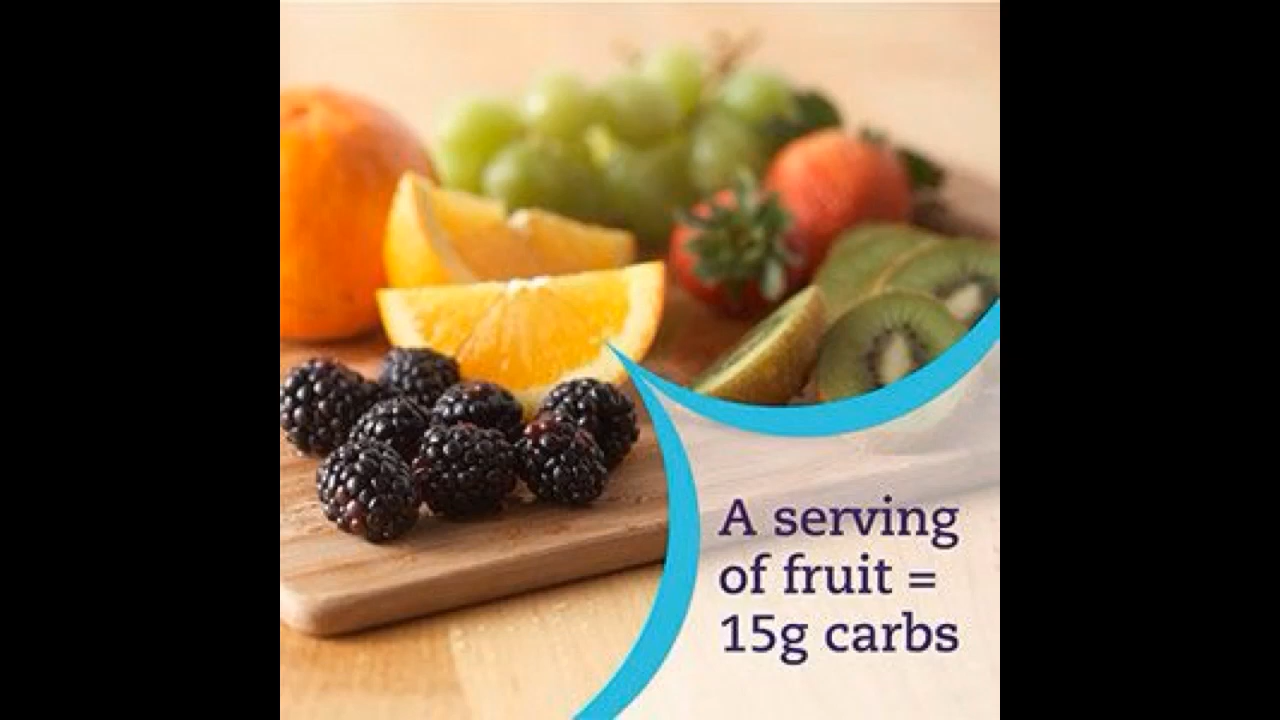 A serving
of fruit =
15g carbs